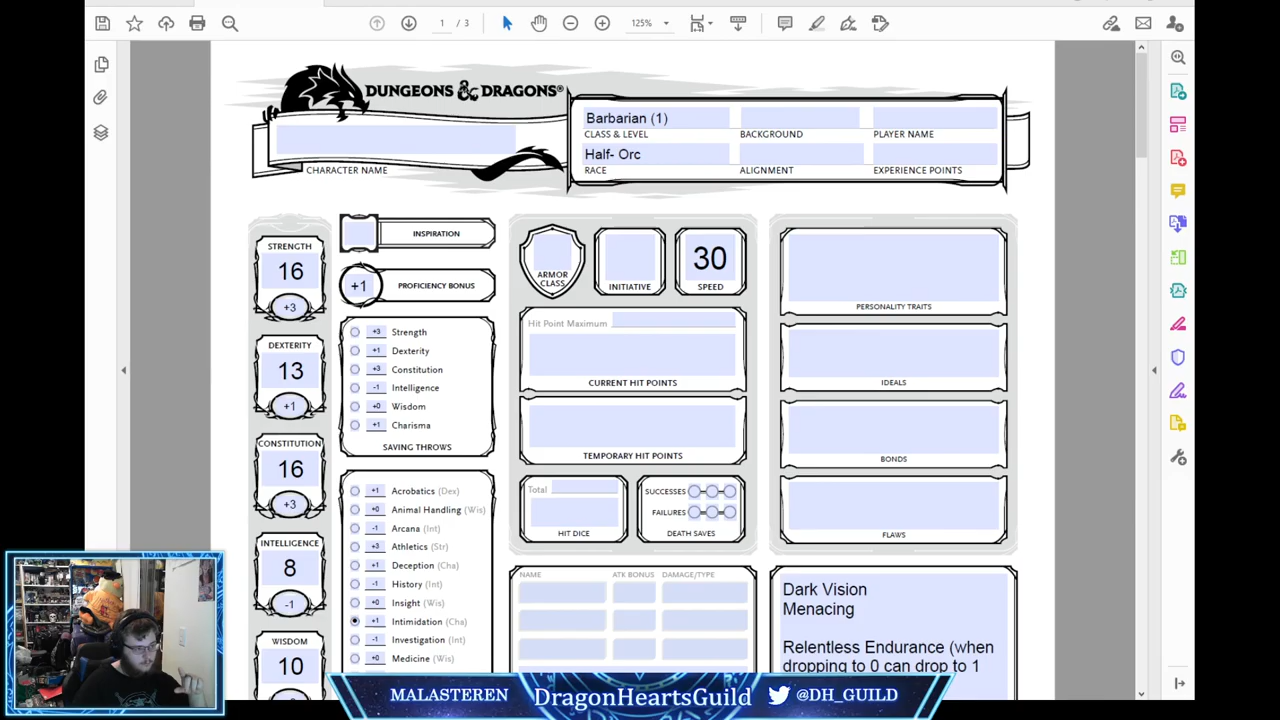 1 / 3
125%
DUNGEONS & DRAGONS®
CHARACTER NAME
Barbarian (1)
CLASS & LEVEL
BACKGROUND
PLAYER NAME
Half- Orc
RACE
ALIGNMENT
EXPERIENCE POINTS
STRENGTH
16
+3
DEXTERITY
13
+1
CONSTITUTION
16
+3
INTELLIGENCE
8
-1
WISDOM
10
INSPIRATION
+1
PROFICIENCY BONUS
+3 Strength
+1 Dexterity
+3 Constitution
-1 Intelligence
+0 Wisdom
+1 Charisma
SAVING THROWS
+1 Acrobatics (Dex)
+0 Animal Handling (Wis)
-1 Arcana (Int)
+3 Athletics (Str)
+1 Deception (Cha)
-1 History (Int)
+0 Insight (Wis)
+1 Intimidation (Cha)
-1 Investigation (Int)
+0 Medicine (Wis)
ARMOR
CLASS
INITIATIVE
30
SPEED
Hit Point Maximum
CURRENT HIT POINTS
TEMPORARY HIT POINTS
Total
HIT DICE
SUCCESSES
FAILURES
DEATH SAVES
NAME
ATK BONUS
DAMAGE/TYPE
PERSONALITY TRAITS
IDEALS
BONDS
FLAWS
Dark Vision
Menacing
Relentless Endurance (when
dropping to 0 can drop to 1
MALASTEREN
DragonHeartsGuild
@DH_GUILD